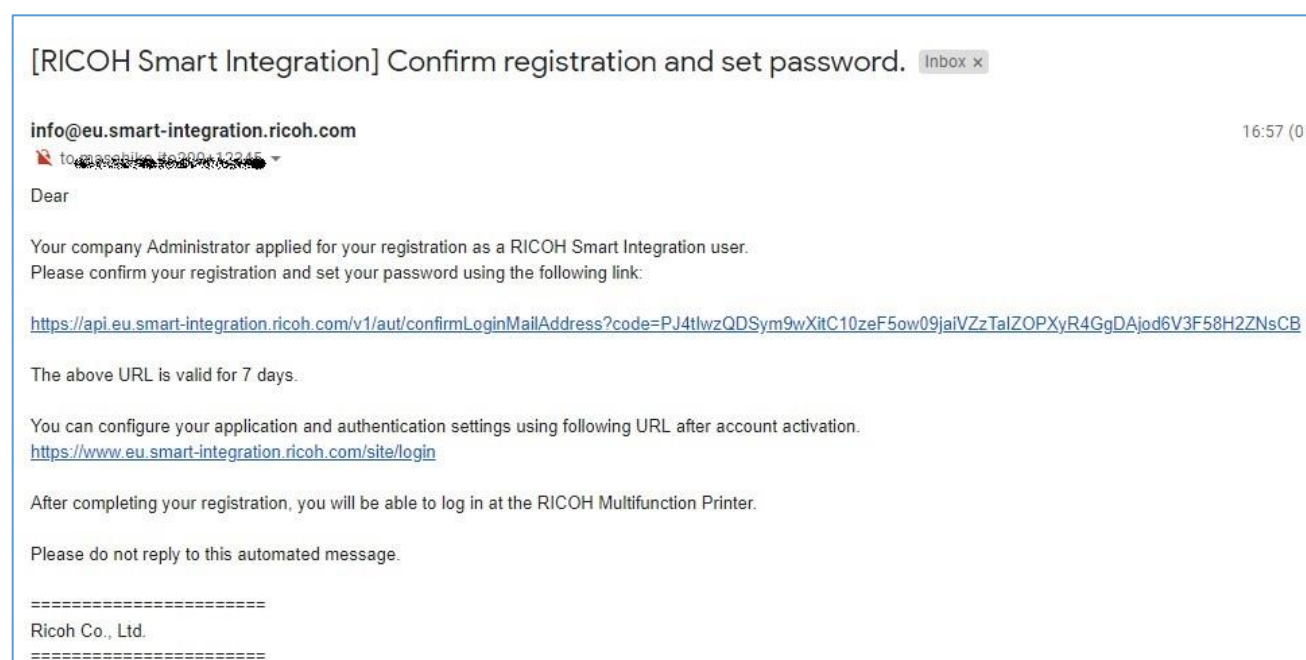 [RICOH Smart Integration] Confirm registration and set password. Inbox x
info@eu.smart-integration.ricoh.com 16:57 (0
to
Dear
Your company Administrator applied for your registration as a RICOH Smart Integration user.
Please confirm your registration and set your password using the following link:
https://api.eu.smart-integration.ricoh.com/v1/aut/confirmLoginMailAddress?code=PJ4tIwzQDSym9wXitC10zeF5ow09jaiVZzTaIZOPXyR4GgDAjod6V3F58H2ZNsCB
The above URL is valid for 7 days.
You can configure your application and authentication settings using following URL after account activation.
https://www.eu.smart-integration.ricoh.com/site/login
After completing your registration, you will be able to log in at the RICOH Multifunction Printer.
Please do not reply to this automated message.
=======================
Ricoh Co., Ltd.
=======================